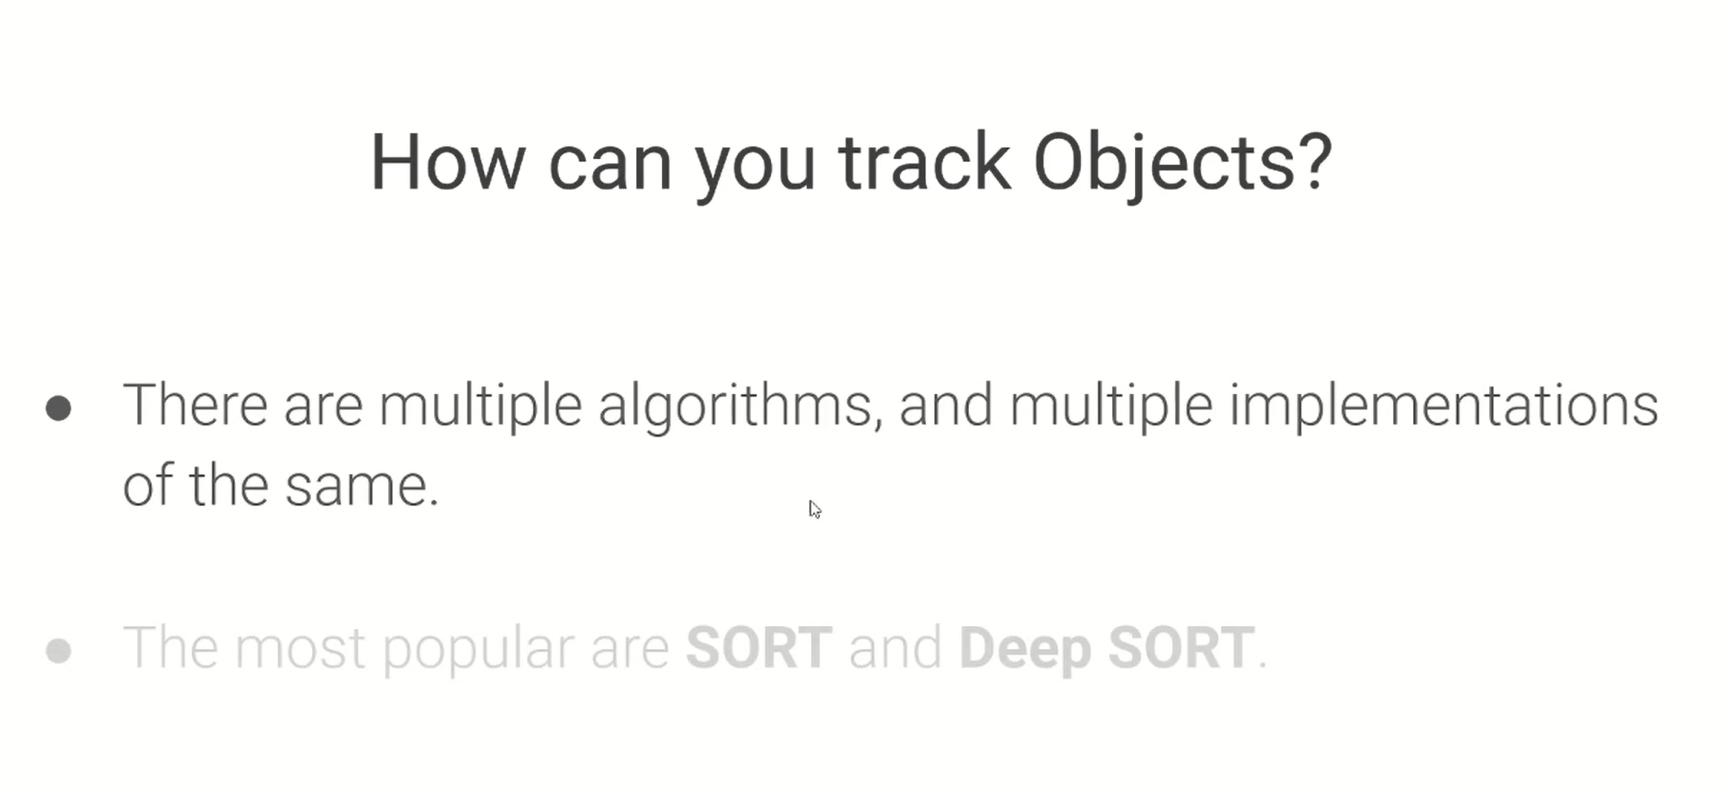 How can you track Objects?
● There are multiple algorithms, and multiple implementations
of the same.
● The most popular are SORT and Deep SORT.